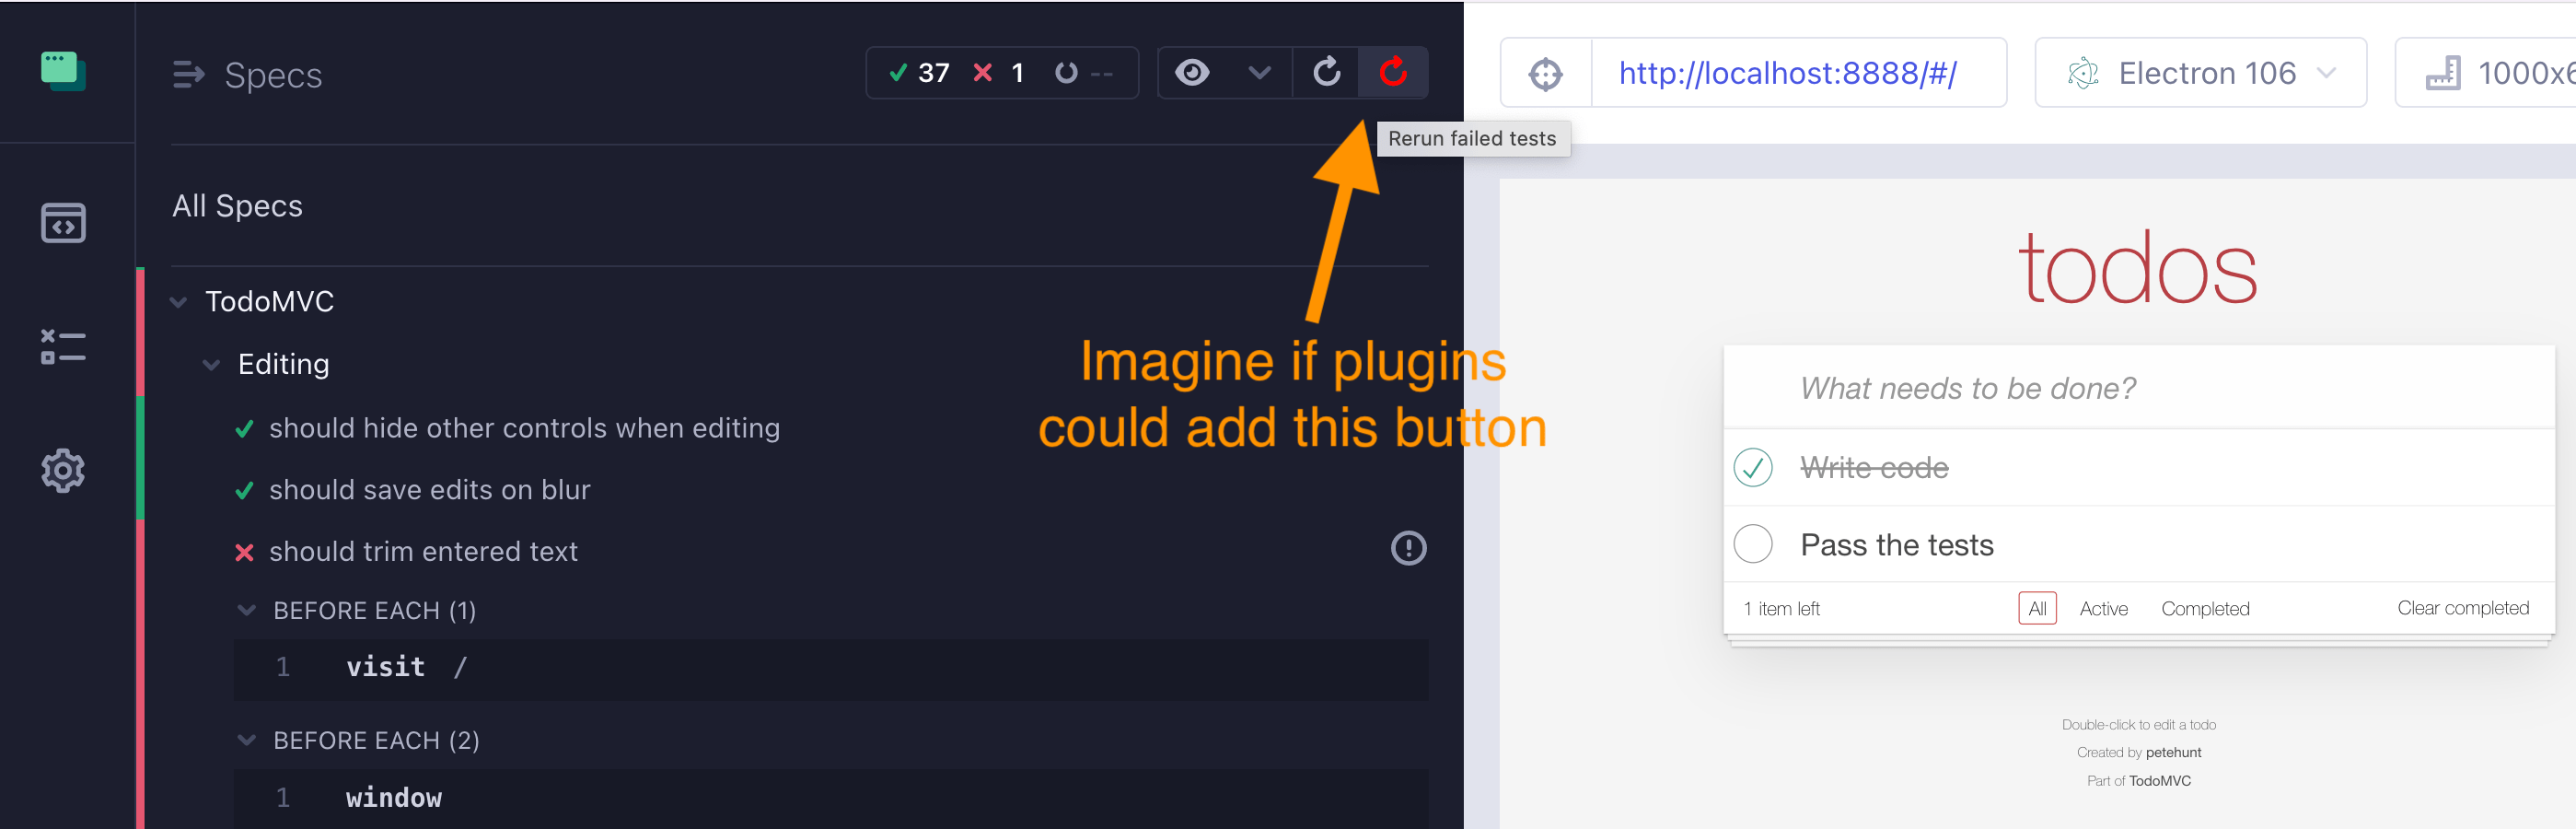 Specs
37 1 --
http://localhost:8888/#/
Electron 106
1000x6
Rerun failed tests
All Specs
TodoMVC
Editing
should hide other controls when editing
should save edits on blur
should trim entered text
BEFORE EACH (1)
1 visit /
BEFORE EACH (2)
1 window
Imagine if plugins
could add this button
todos
What needs to be done?
Write code
Pass the tests
1 item left
All Active Completed
Clear completed
Double-click to edit a todo
Created by petehunt
Part of TodoMVC